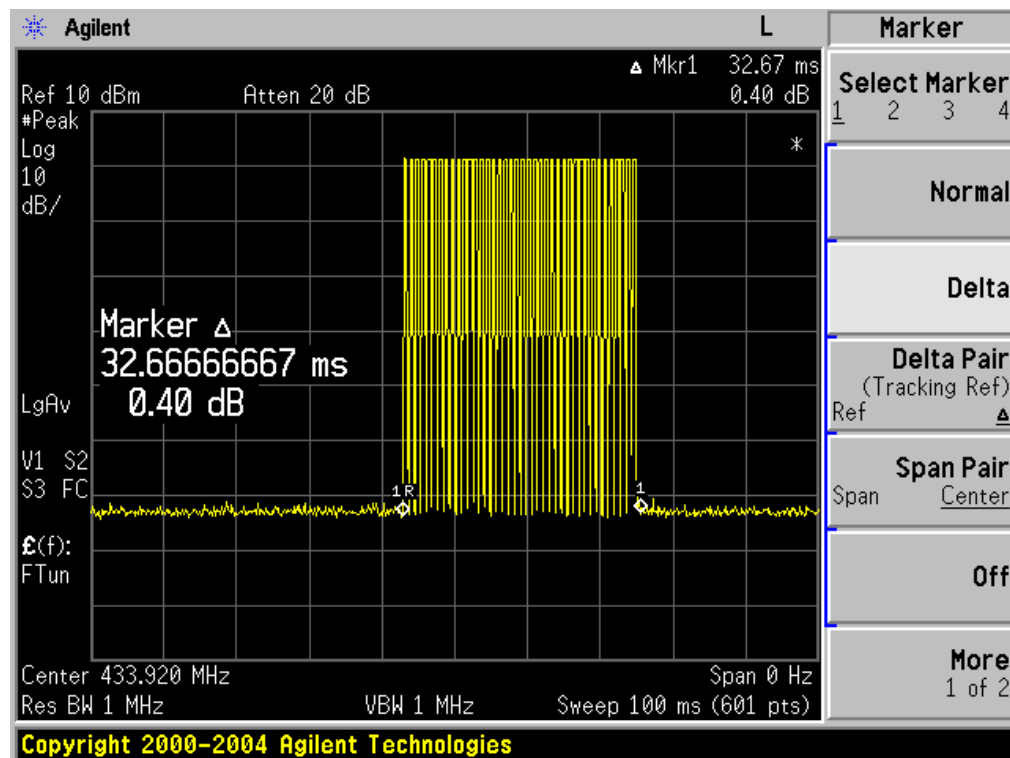 Agilent L Marker
Δ Mkr1 32.67 ms
Ref 10 dBm Atten 20 dB 0.40 dB
#Peak
Log
10
dB/
*
Marker Δ
32.66666667 ms
0.40 dB
LgAv
V1 S2
S3 FC
1R
1
£(f):
FTun
Center 433.920 MHz Span 0 Hz
Res BW 1 MHz VBW 1 MHz Sweep 100 ms (601 pts)
Select Marker
1 2 3 4
Normal
Delta
Delta Pair
(Tracking Ref)
Ref Δ
Span Pair
Span Center
Off
More
1 of 2
Copyright 2000-2004 Agilent Technologies